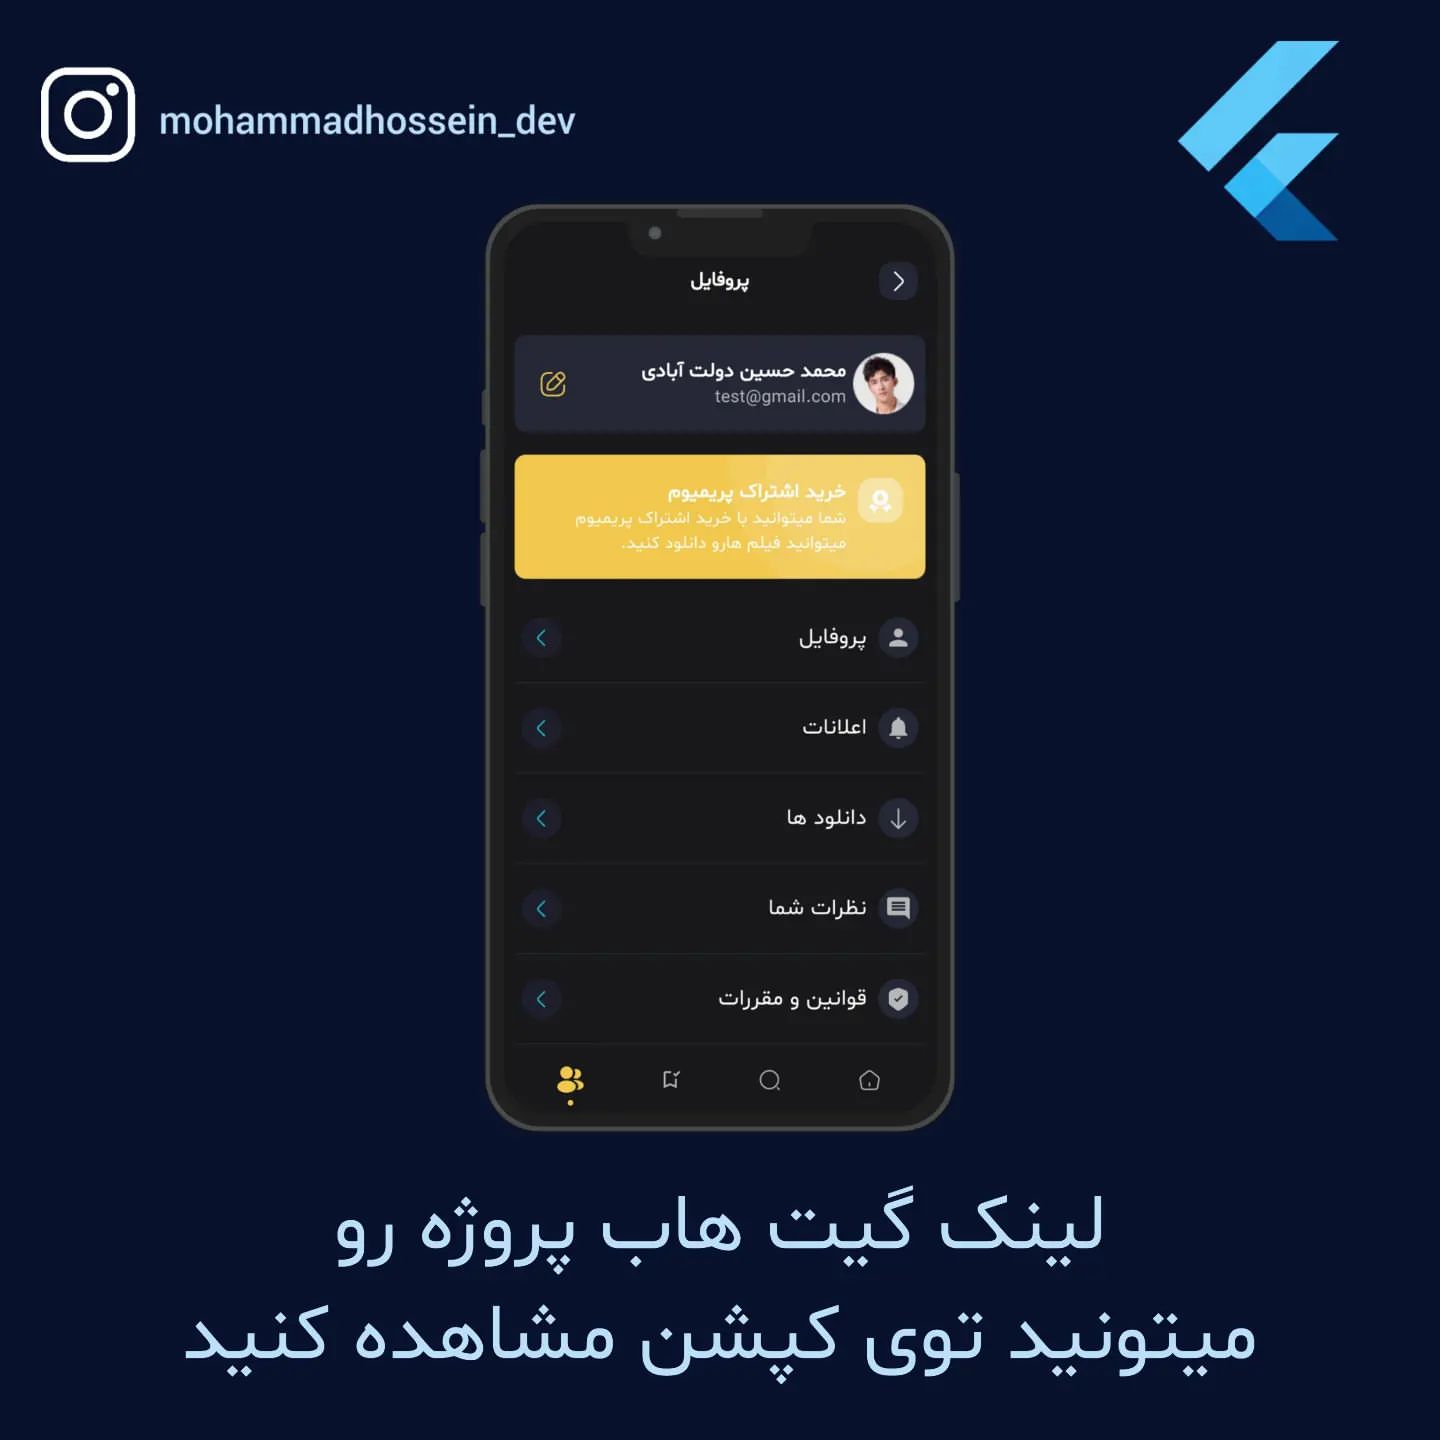 mohammadhossein_dev
پروفایل
محمد حسین دولت آبادی
test@gmail.com
خرید اشتراک پریمیوم
شما میتوانید با خرید اشتراک پریمیوم
میتوانید فیلم هارو دانلود کنید.
پروفایل
اعلانات
دانلود ها
نظرات شما
قوانین و مقررات
لینک گیت هاب پروژه رو
میتونید توی کپشن مشاهده کنید